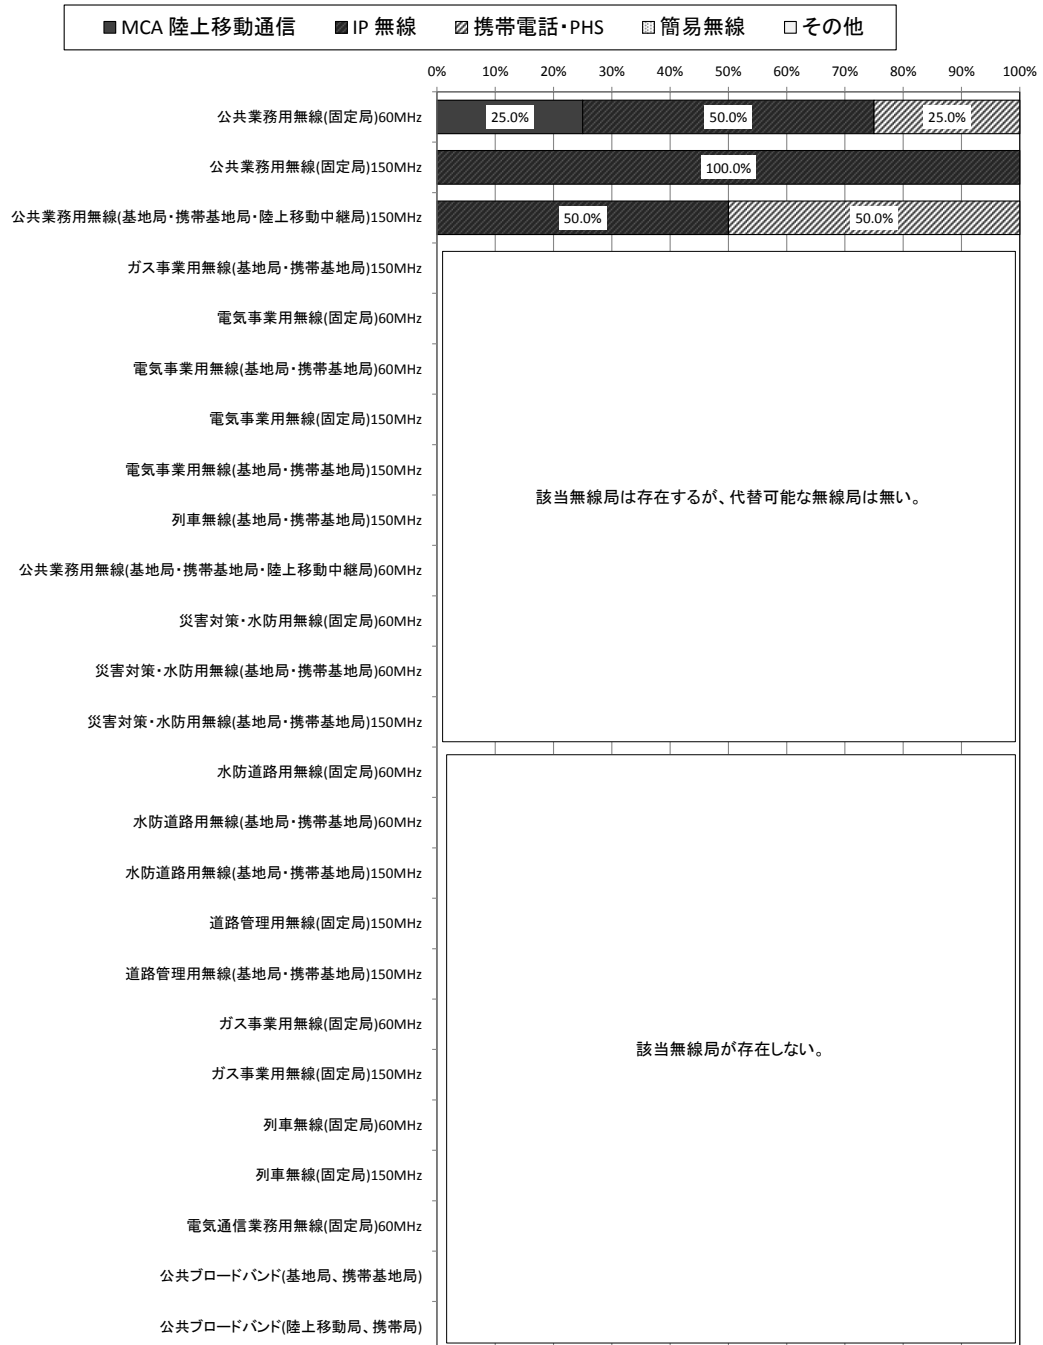 MCA 陸上移動通信 IP 無線 携帯電話・PHS 簡易無線 その他
0% 10% 20% 30% 40% 50% 60% 70% 80% 90% 100%
公共業務用無線(固定局)60MHz 25.0% 50.0% 25.0%
公共業務用無線(固定局)150MHz 100.0%
公共業務用無線(基地局・携帯基地局・陸上移動中継局)150MHz 50.0% 50.0%
ガス事業用無線(基地局・携帯基地局)150MHz
電気事業用無線(固定局)60MHz
電気事業用無線(基地局・携帯基地局)60MHz
電気事業用無線(固定局)150MHz
電気事業用無線(基地局・携帯基地局)150MHz
該当無線局は存在するが、代替可能な無線局は無い。
列車無線(基地局・携帯基地局)150MHz
公共業務用無線(基地局・携帯基地局・陸上移動中継局)60MHz
災害対策・水防用無線(固定局)60MHz
災害対策・水防用無線(基地局・携帯基地局)60MHz
災害対策・水防用無線(基地局・携帯基地局)150MHz
水防道路用無線(固定局)60MHz
水防道路用無線(基地局・携帯基地局)60MHz
水防道路用無線(基地局・携帯基地局)150MHz
道路管理用無線(固定局)150MHz
道路管理用無線(基地局・携帯基地局)150MHz
ガス事業用無線(固定局)60MHz
該当無線局が存在しない。
ガス事業用無線(固定局)150MHz
列車無線(固定局)60MHz
列車無線(固定局)150MHz
電気通信業務用無線(固定局)60MHz
公共ブロードバンド(基地局、携帯基地局)
公共ブロードバンド(陸上移動局、携帯局)